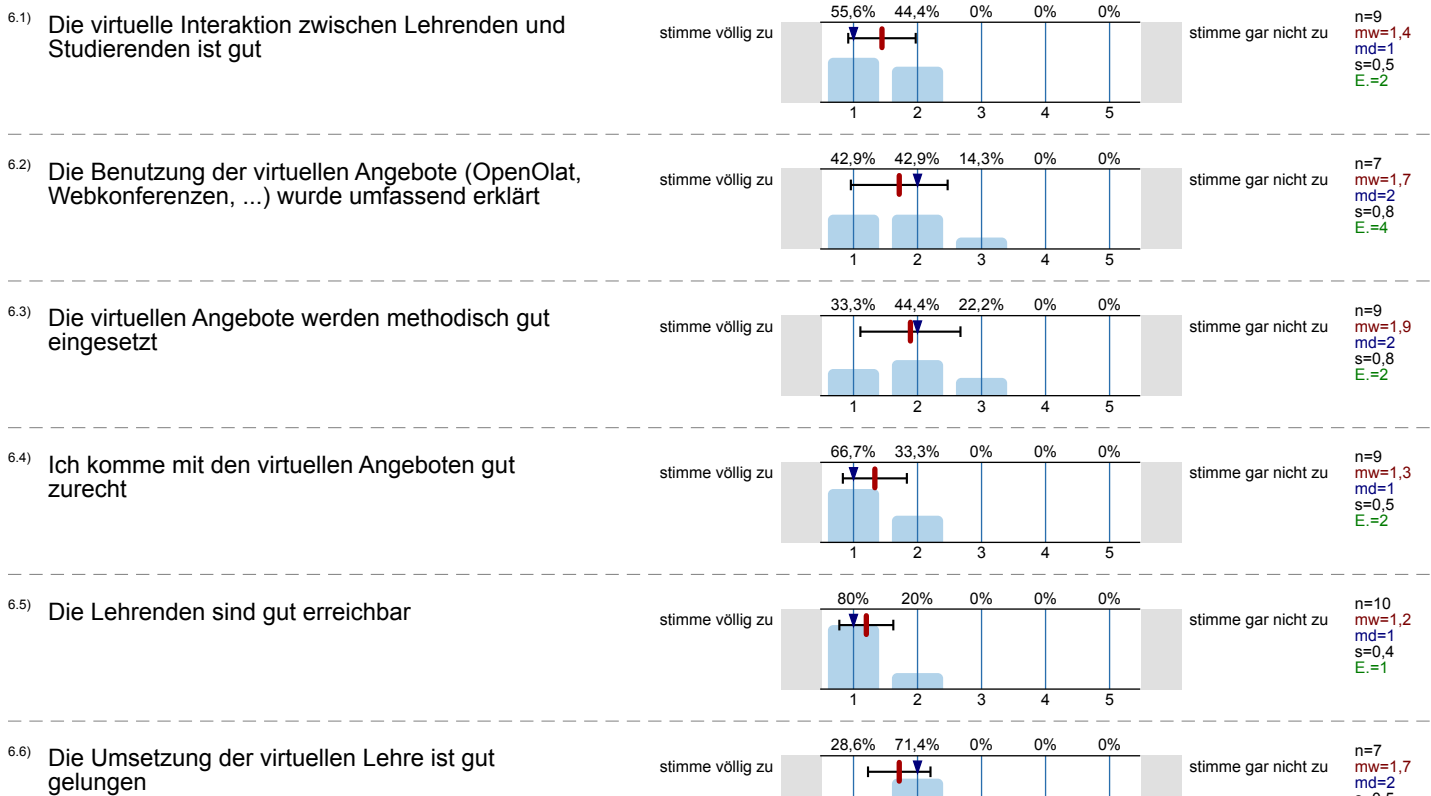 6.1) Die virtuelle Interaktion zwischen Lehrenden und
Studierenden ist gut
stimme völlig zu
55,6% 44,4% 0% 0% 0%
1 2 3 4 5
stimme gar nicht zu
n=9
mw=1,4
md=1
s=0,5
E.=2
6.2) Die Benutzung der virtuellen Angebote (OpenOlat,
Webkonferenzen, ...) wurde umfassend erklärt
stimme völlig zu
42,9% 42,9% 14,3% 0% 0%
1 2 3 4 5
stimme gar nicht zu
n=7
mw=1,7
md=2
s=0,8
E.=4
6.3) Die virtuellen Angebote werden methodisch gut
eingesetzt
stimme völlig zu
33,3% 44,4% 22,2% 0% 0%
1 2 3 4 5
stimme gar nicht zu
n=9
mw=1,9
md=2
s=0,8
E.=2
6.4) Ich komme mit den virtuellen Angeboten gut
zurecht
stimme völlig zu
66,7% 33,3% 0% 0% 0%
1 2 3 4 5
stimme gar nicht zu
n=9
mw=1,3
md=1
s=0,5
E.=2
6.5) Die Lehrenden sind gut erreichbar
stimme völlig zu
80% 20% 0% 0% 0%
1 2 3 4 5
stimme gar nicht zu
n=10
mw=1,2
md=1
s=0,4
E.=1
6.6) Die Umsetzung der virtuellen Lehre ist gut
gelungen
stimme völlig zu
28,6% 71,4% 0% 0% 0%
stimme gar nicht zu
n=7
mw=1,7
md=2